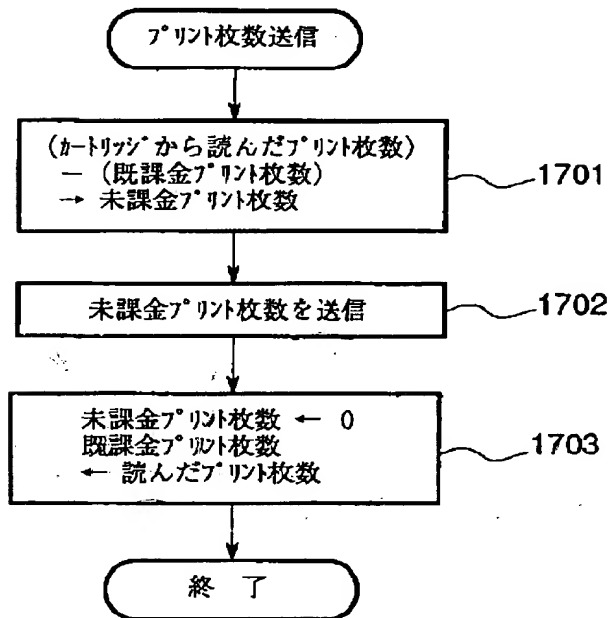 プリント枚数送信
(カートリッジから読んだプリント枚数)
― (既課金プリント枚数)
→ 未課金プリント枚数
1701
未課金プリント枚数を送信
1702
未課金プリント枚数 ← 0
既課金プリント枚数
← 読んだプリント枚数
1703
終 了